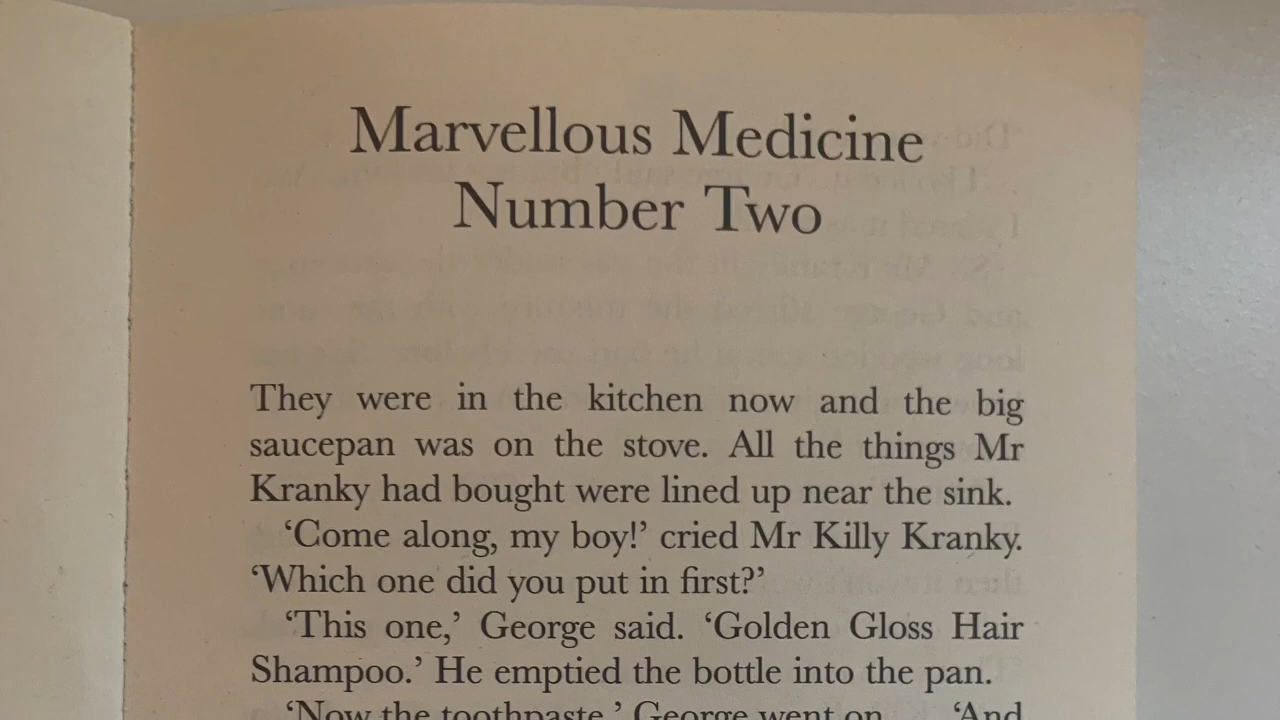 Marvellous Medicine
Number Two
They were in the kitchen now and the big
saucepan was on the stove. All the things Mr
Kranky had bought were lined up near the sink.
‘Come along, my boy!’ cried Mr Killy Kranky.
‘Which one did you put in first?’
‘This one,’ George said. ‘Golden Gloss Hair
Shampoo.’ He emptied the bottle into the pan.
‘Now the toothpaste,’ George went on ‘And